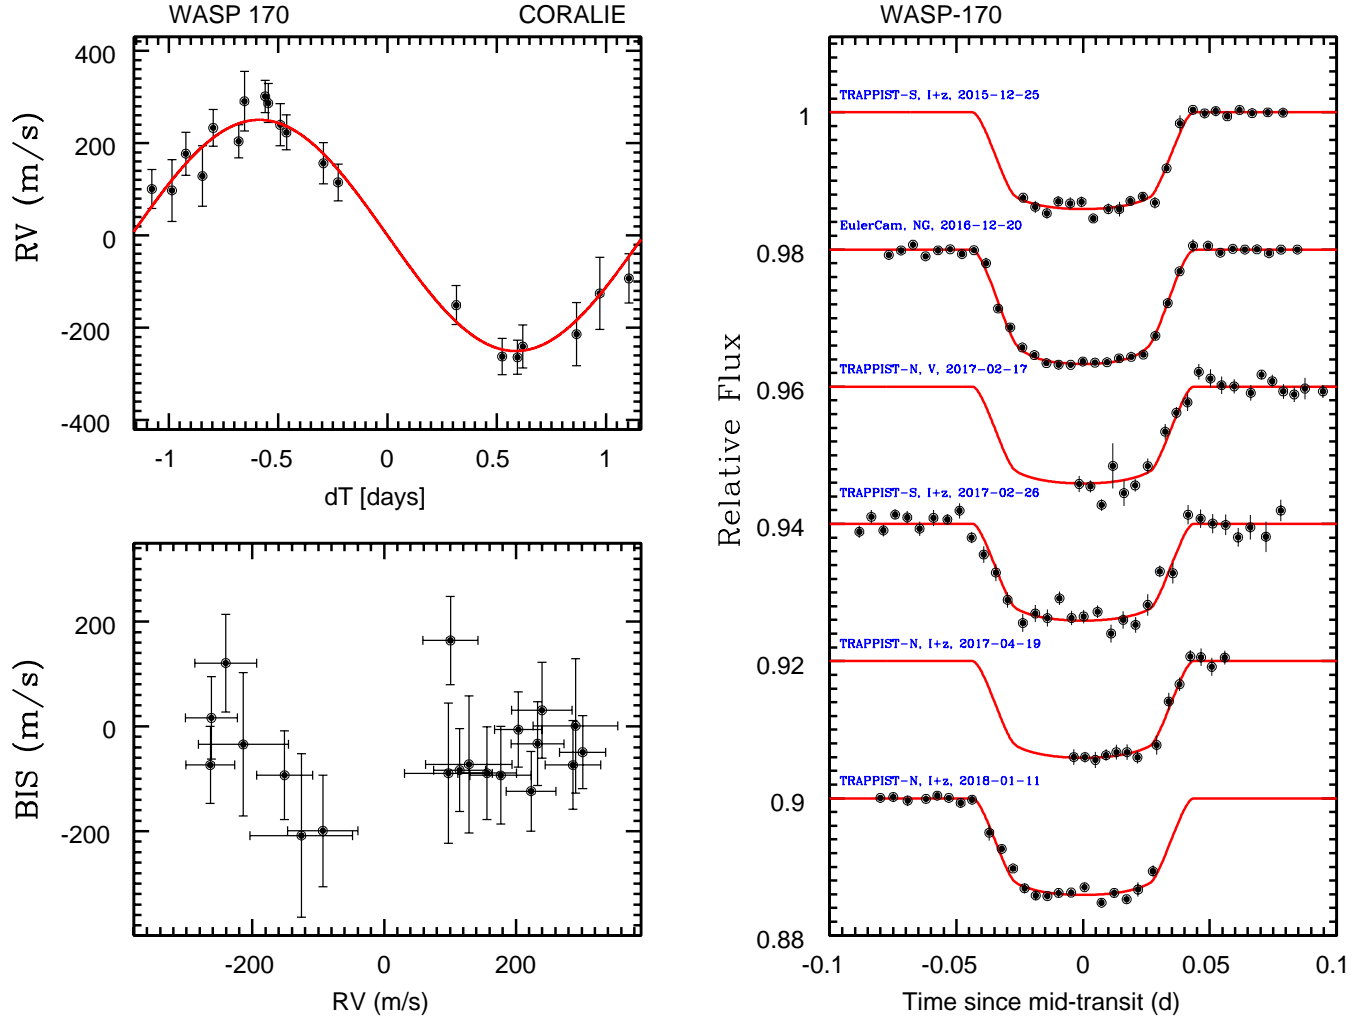 WASP 170 CORALIE
400
200
0
-200
-400
RV (m/s)
-1 -0.5 0 0.5 1
dT [days]
200
0
-200
BIS (m/s)
-200 0 200
RV (m/s)
WASP-170
TRAPPIST-S, I+z, 2015-12-25
1
EulerCam, NG, 2016-12-20
0.98
TRAPPIST-N, V, 2017-02-17
0.96
TRAPPIST-S, I+z, 2017-02-26
0.94
TRAPPIST-N, I+z, 2017-04-19
0.92
TRAPPIST-N, I+z, 2018-01-11
0.9
0.88
Relative Flux
-0.1 -0.05 0 0.05 0.1
Time since mid-transit (d)